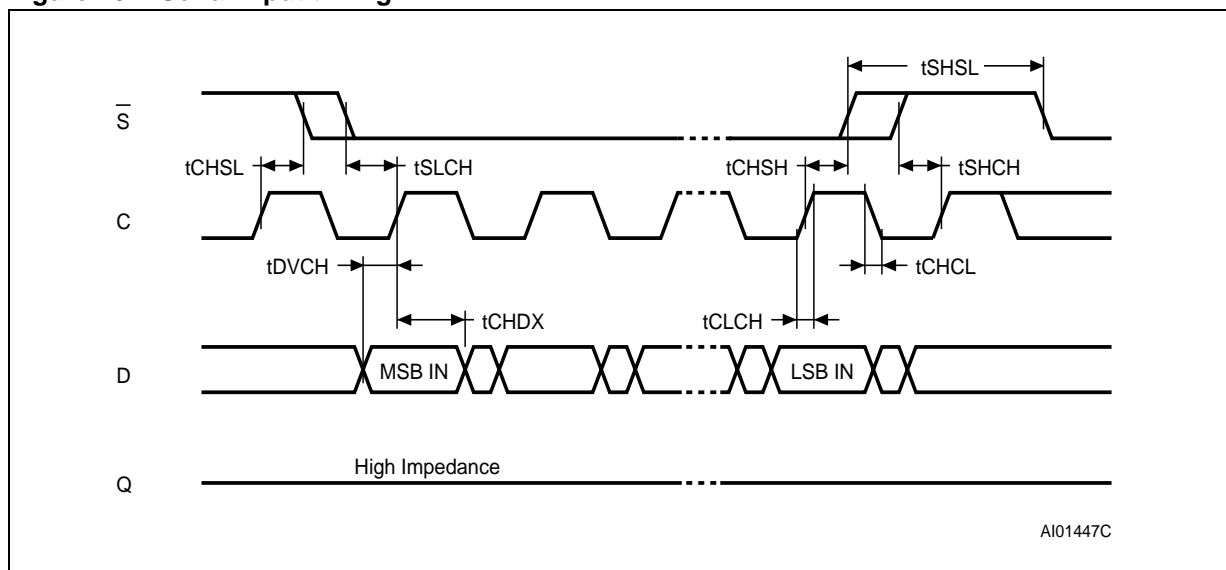 S
tSHSL
tCHSL
tSLCH
tCHSH
tSHCH
C
tDVCH
tCHCL
tCHDX
tCLCH
D
MSB IN
LSB IN
High Impedance
Q
AI01447C